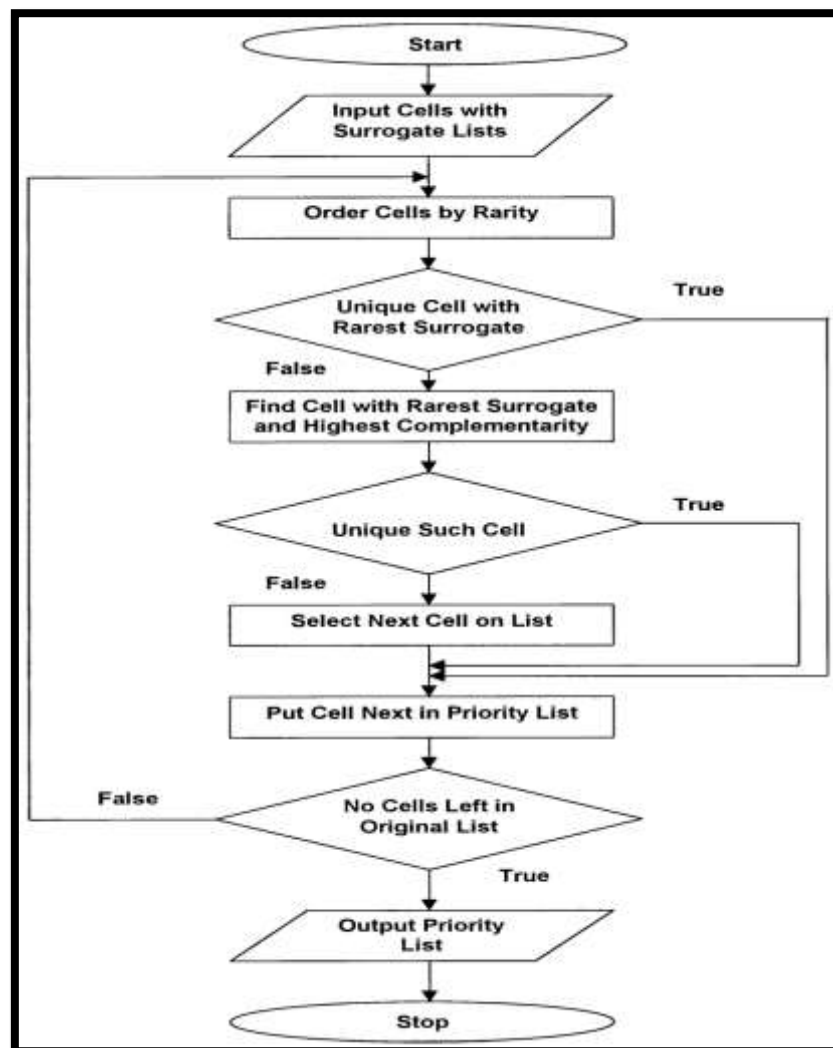 Start
Input Cells with
Surrogate Lists
Order Cells by Rarity
Unique Cell with
Rarest Surrogate
True
False
Find Cell with Rarest Surrogate
and Highest Complementarity
Unique Such Cell
True
False
Select Next Cell on List
Put Cell Next in Priority List
No Cells Left in
Original List
False
True
Output Priority
List
Stop